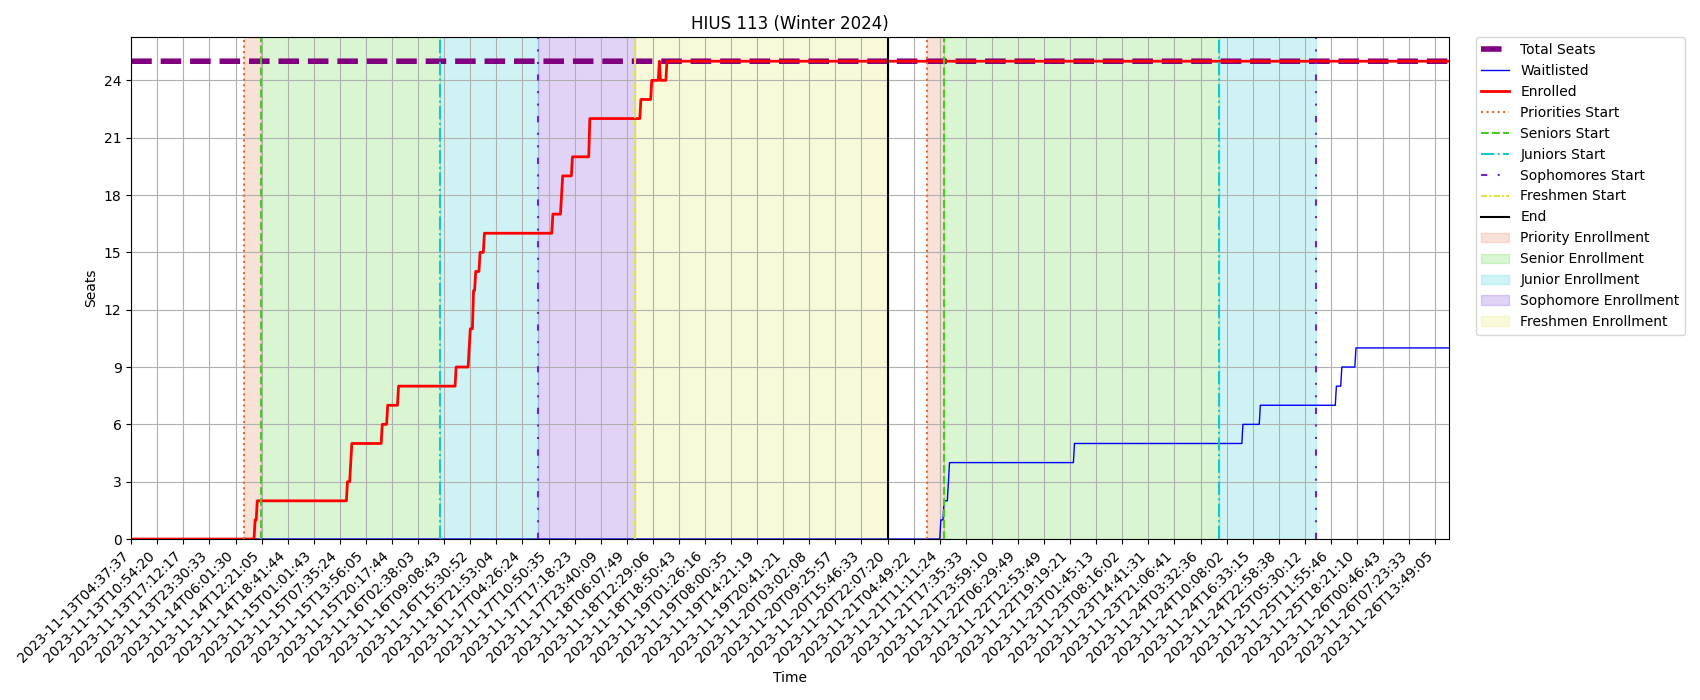 HIUS 113 (Winter 2024)
Total Seats
Waitlisted
Enrolled
Priorities Start
Seniors Start
Juniors Start
Sophomores Start
Freshmen Start
End
Priority Enrollment
Senior Enrollment
Junior Enrollment
Sophomore Enrollment
Freshmen Enrollment
Seats
24
21
18
15
12
9
6
3
0
2023-11-13T04:37:37
2023-11-13T10:54:20
2023-11-13T17:12:17
2023-11-13T23:30:33
2023-11-14T06:01:30
2023-11-14T12:21:05
2023-11-14T18:41:44
2023-11-15T01:01:43
2023-11-15T07:35:24
2023-11-15T13:56:05
2023-11-15T20:17:44
2023-11-16T02:38:03
2023-11-16T09:08:43
2023-11-16T15:30:52
2023-11-16T21:53:04
2023-11-17T04:26:24
2023-11-17T10:50:35
2023-11-17T17:18:23
2023-11-17T23:40:09
2023-11-18T06:07:49
2023-11-18T12:29:06
2023-11-18T18:50:43
2023-11-19T01:26:16
2023-11-19T08:00:35
2023-11-19T14:21:19
2023-11-19T20:41:21
2023-11-20T03:02:08
2023-11-20T09:25:57
2023-11-20T15:46:33
2023-11-20T22:07:20
2023-11-21T04:49:22
2023-11-21T11:11:24
2023-11-21T17:35:33
2023-11-21T23:59:10
2023-11-22T06:29:49
2023-11-22T12:53:49
2023-11-22T19:19:21
2023-11-23T01:45:13
2023-11-23T08:16:02
2023-11-23T14:41:31
2023-11-23T21:06:41
2023-11-24T03:32:36
2023-11-24T10:08:02
2023-11-24T16:33:15
2023-11-24T22:58:38
2023-11-25T05:30:12
2023-11-25T11:55:46
2023-11-25T18:21:10
2023-11-26T00:46:43
2023-11-26T07:23:33
2023-11-26T13:49:05
Time